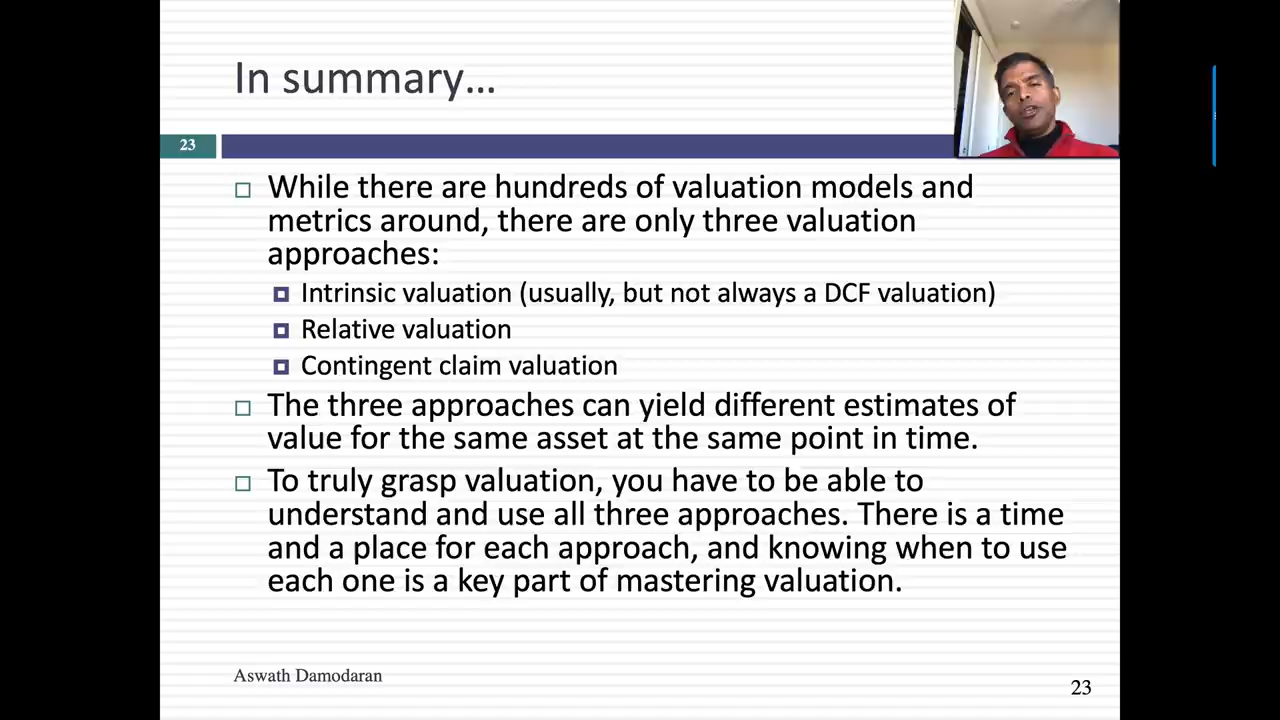 In summary...
23
While there are hundreds of valuation models and
metrics around, there are only three valuation
approaches:
Intrinsic valuation (usually, but not always a DCF valuation)
Relative valuation
Contingent claim valuation
The three approaches can yield different estimates of
value for the same asset at the same point in time.
To truly grasp valuation, you have to be able to
understand and use all three approaches. There is a time
and a place for each approach, and knowing when to use
each one is a key part of mastering valuation.
Aswath Damodaran
23